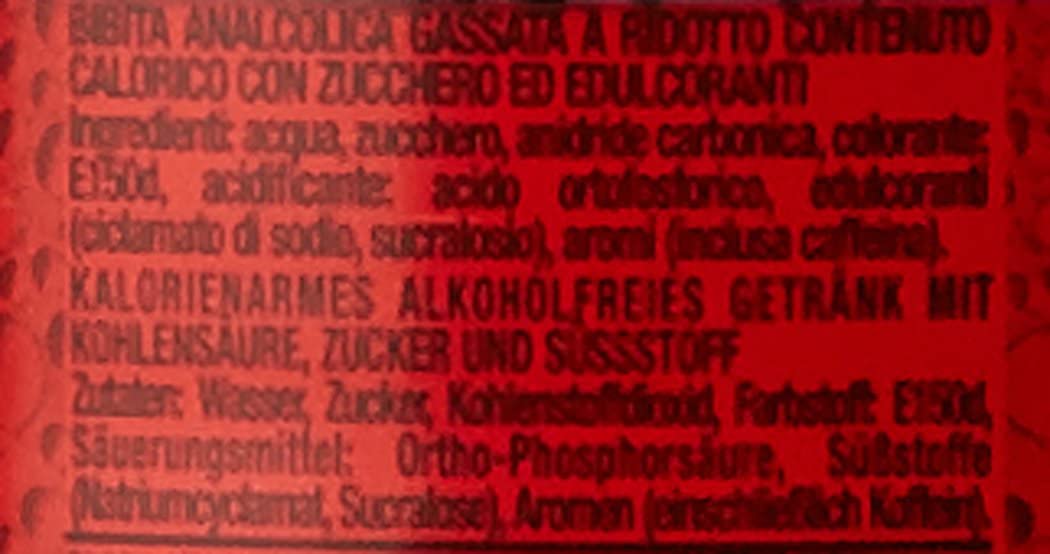 BIBITA ANALCOLICA GASSATA A RIDOTTO CONTENUTO
CALORICO CON ZUCCHERO ED EDULCORANTI
Ingredienti: acqua, zucchero, anidride carbonica, colorante:
E150d, acidificante: acido ortofosforico, edulcoranti
(ciclamato di sodio, sucralosio), aromi (inclusa caffeina).
KALORIENARMES ALKOHOLFREIES GETRÄNK MIT
KOHLENSÄURE, ZUCKER UND SÜSSSTOFF
Zutaten: Wasser, Zucker, Kohlenstoffdioxid, Farbstoff: E150d,
Säuerungsmittel: Ortho-Phosphorsäure, Süßstoffe
(Natriumcyclamat, Sucralose), Aromen (einschließlich Koffein).